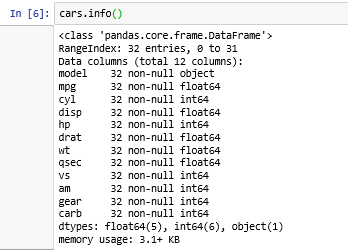 In [6]: cars.info()
<class 'pandas.core.frame.DataFrame'>
RangeIndex: 32 entries, 0 to 31
Data columns (total 12 columns):
model    32 non-null object
mpg      32 non-null float64
cyl      32 non-null int64
disp     32 non-null float64
hp       32 non-null int64
drat     32 non-null float64
wt       32 non-null float64
qsec     32 non-null float64
vs       32 non-null int64
am       32 non-null int64
gear     32 non-null int64
carb     32 non-null int64
dtypes: float64(5), int64(6), object(1)
memory usage: 3.1+ KB